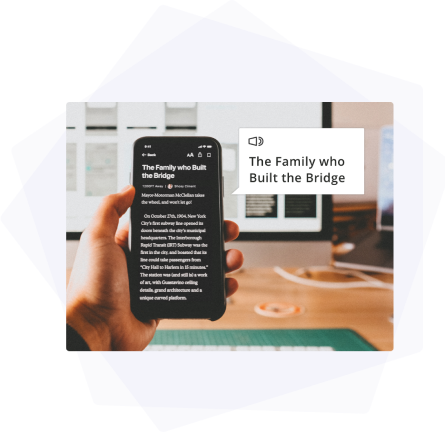 9:41
Back
AA
The Family who Built
the Bridge
Mayor-Motorman McClellan takes
the wheel, and won't let go!
On October 27th, 1904, New York
City's first subway line opened its
doors beneath the city's municipal
headquarters. The Interborough
Rapid Transit (IRT) Subway was the
first in the city, and boasted that its
line could take passengers from
"City Hall to Harlem in 15 minutes."
The station was (and still is) a work
of art, with Guastavino ceiling
details, grand architecture and a
unique curved platform.
The Family who
Built the Bridge